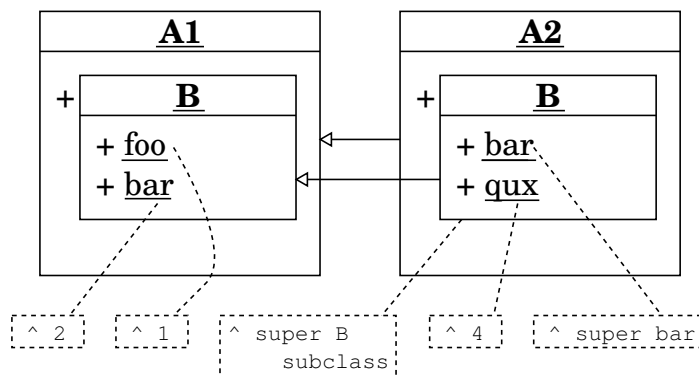 A1 A2
+ B + B
+ foo + bar
+ bar + qux
^ 2 ^ 1 ^ super B ^ 4 ^ super bar
subclass